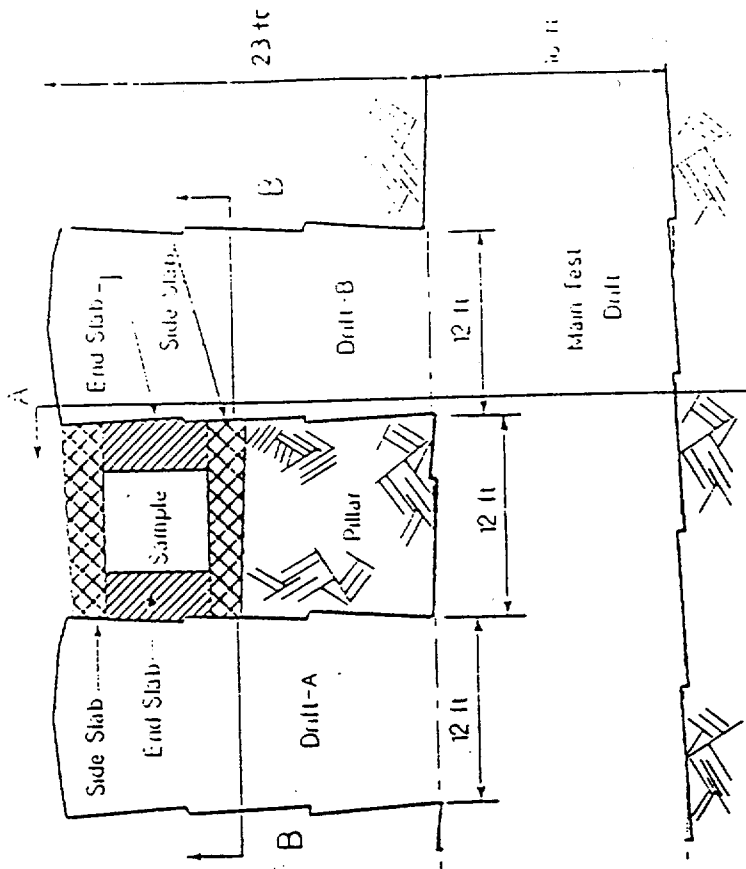 23 ft
A
B
End Slab
Side Slab
Drift-B
12 ft
Main Test
Drift
Sample
Pillar
12 ft
Side Slab
End Slab
Drift-A
12 ft
B